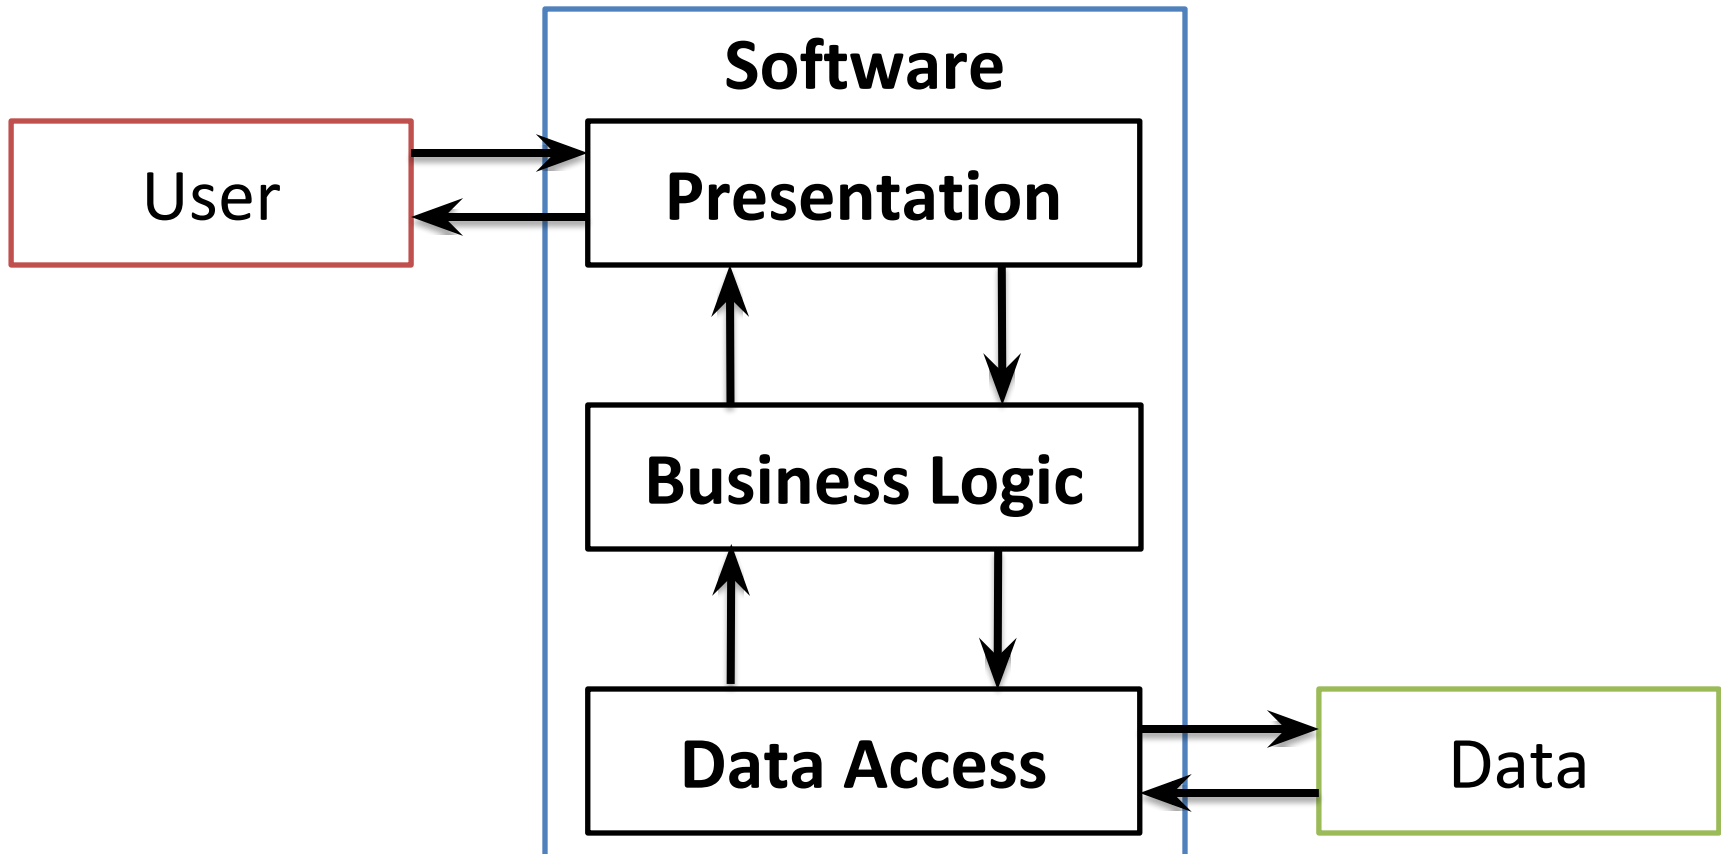 Software
User
Presentation
Business Logic
Data Access
Data